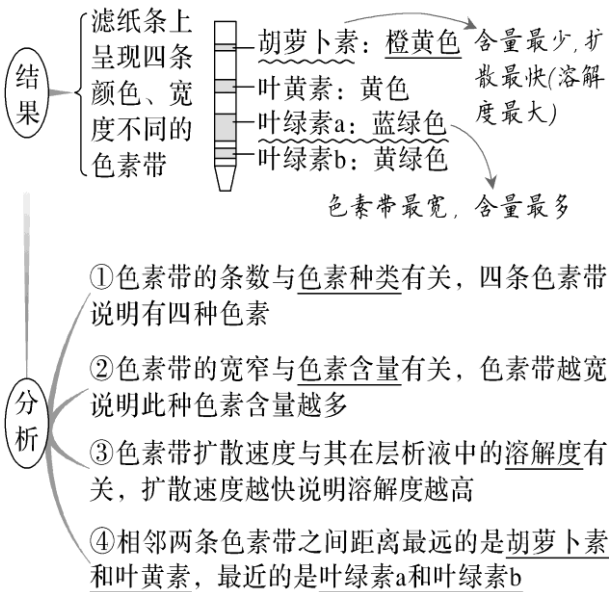 结果
滤纸条上
呈现四条
颜色、宽
度不同的
色素带
胡萝卜素：橙黄色
叶黄素：黄色
叶绿素a：蓝绿色
叶绿素b：黄绿色
含量最少，扩
散最快(溶解
度最大)
色素带最宽，含量最多
分析
①色素带的条数与色素种类有关，四条色素带
说明有四种色素
②色素带的宽窄与色素含量有关，色素带越宽
说明此种色素含量越多
③色素带扩散速度与其在层析液中的溶解度有
关，扩散速度越快说明溶解度越高
④相邻两条色素带之间距离最远的是胡萝卜素
和叶黄素，最近的是叶绿素a和叶绿素b